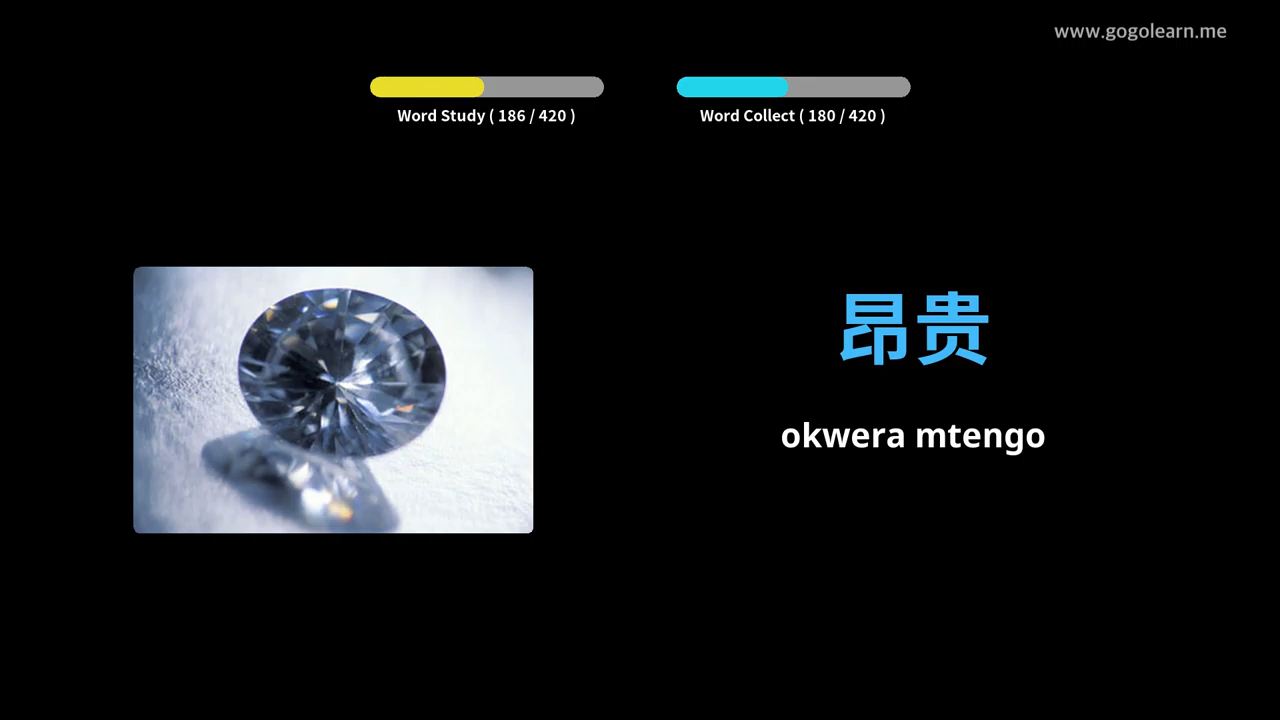 www.gogolearn.me
Word Study ( 186 / 420 )
Word Collect ( 180 / 420 )
昂贵
okwera mtengo